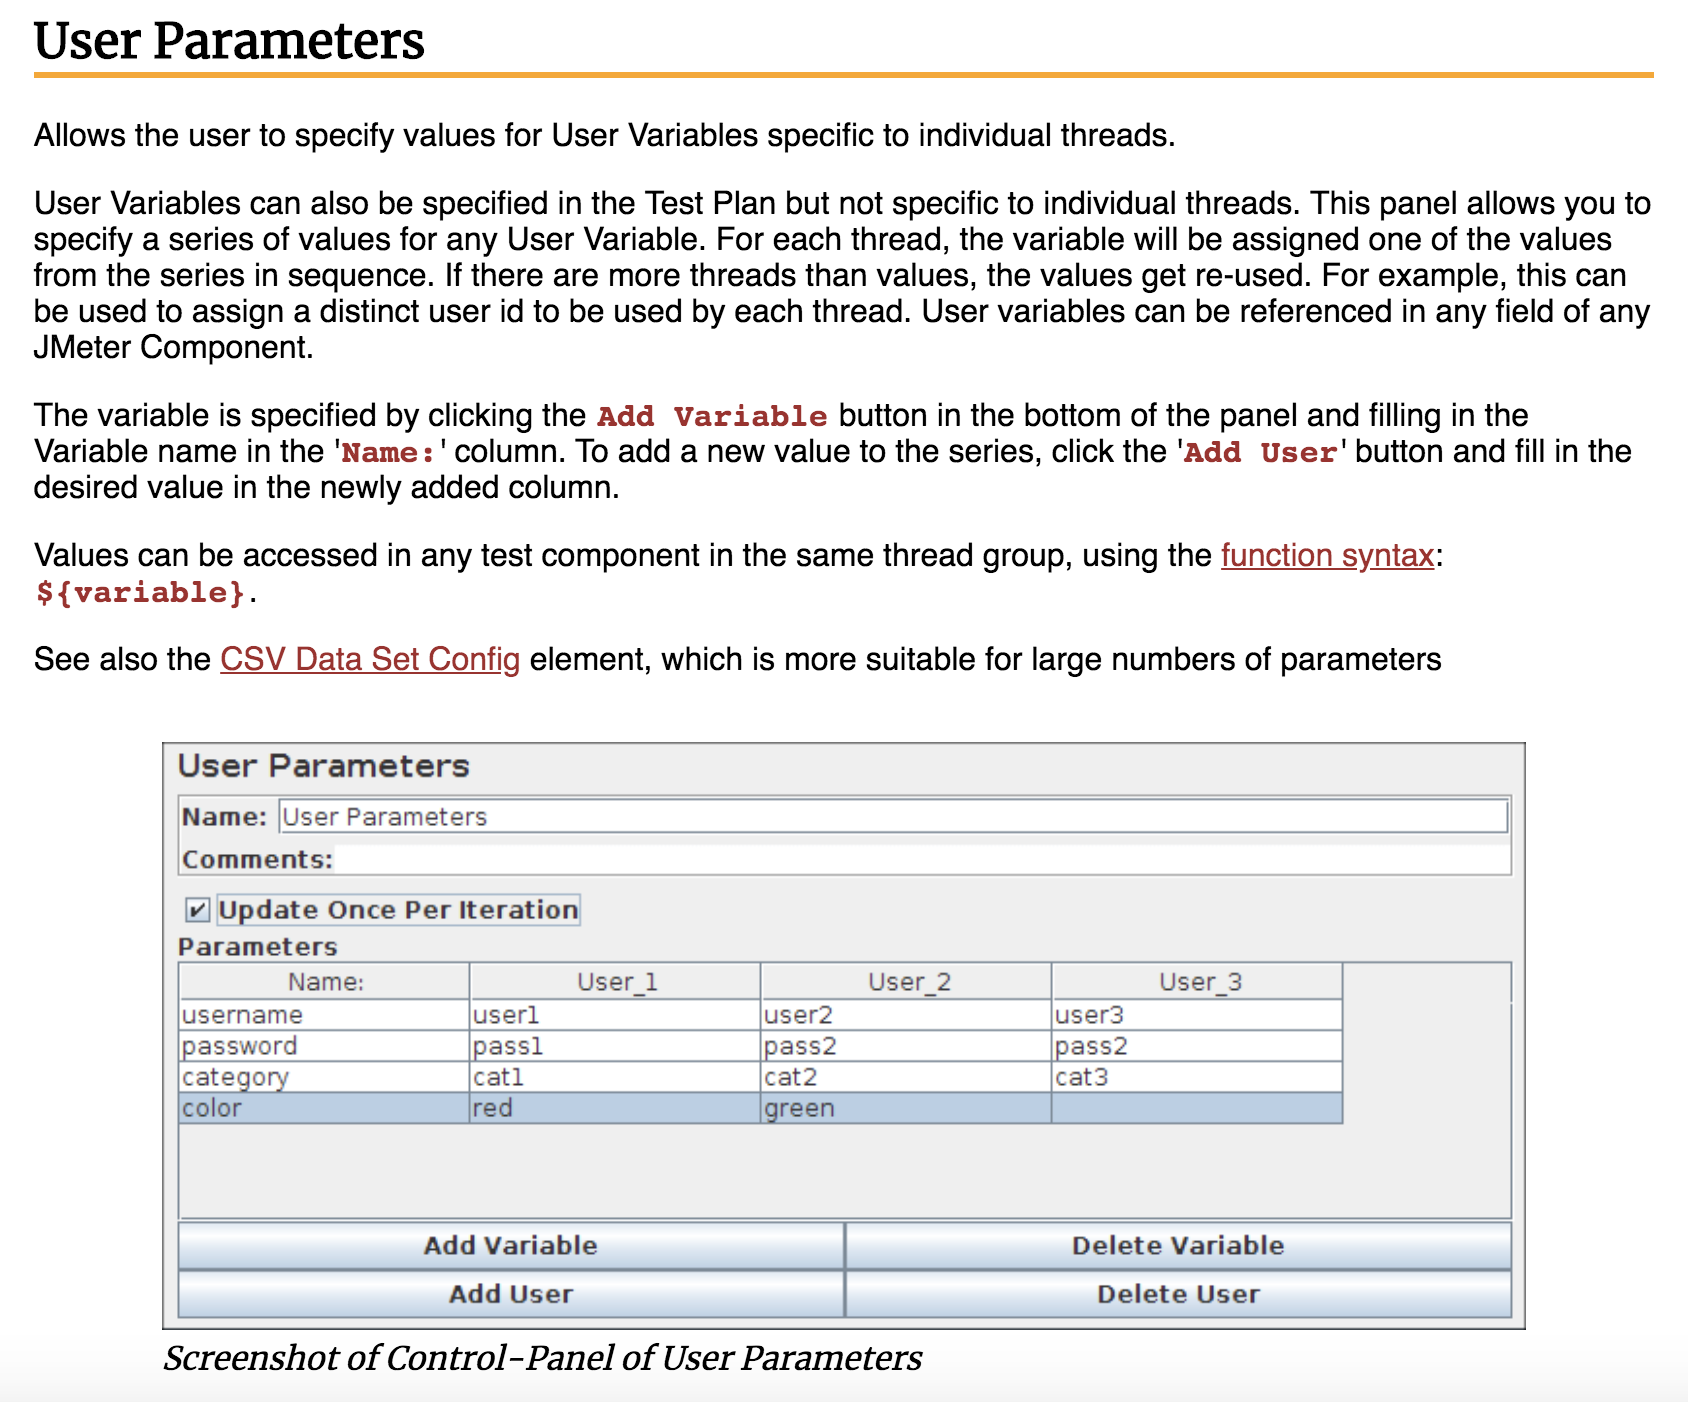 User Parameters
Allows the user to specify values for User Variables specific to individual threads.
User Variables can also be specified in the Test Plan but not specific to individual threads. This panel allows you to
specify a series of values for any User Variable. For each thread, the variable will be assigned one of the values
from the series in sequence. If there are more threads than values, the values get re-used. For example, this can
be used to assign a distinct user id to be used by each thread. User variables can be referenced in any field of any
JMeter Component.
The variable is specified by clicking the Add Variable button in the bottom of the panel and filling in the
Variable name in the 'Name:' column. To add a new value to the series, click the 'Add User' button and fill in the
desired value in the newly added column.
Values can be accessed in any test component in the same thread group, using the function syntax:
${variable}.
See also the CSV Data Set Config element, which is more suitable for large numbers of parameters
User Parameters
Name: User Parameters
Comments:
Update Once Per Iteration
Parameters
Name: User_1 User_2 User_3
username user1 user2 user3
password pass1 pass2 pass2
category cat1 cat2 cat3
color red green
Add Variable Delete Variable
Add User Delete User
Screenshot of Control-Panel of User Parameters